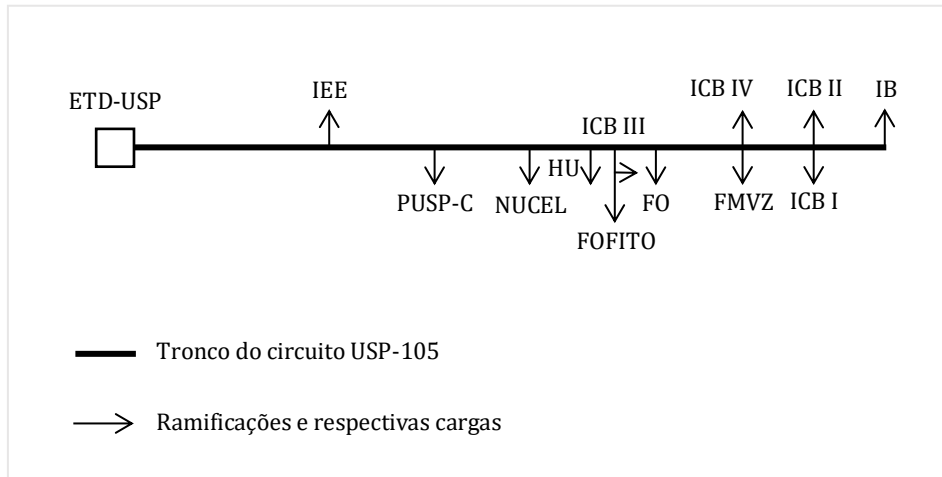 ETD-USP
IEE
ICB III
ICB IV
ICB II
IB
PUSP-C
NUCEL
HU
FOFITO
FO
FMVZ
ICB I
Tronco do circuito USP-105
Ramificações e respectivas cargas